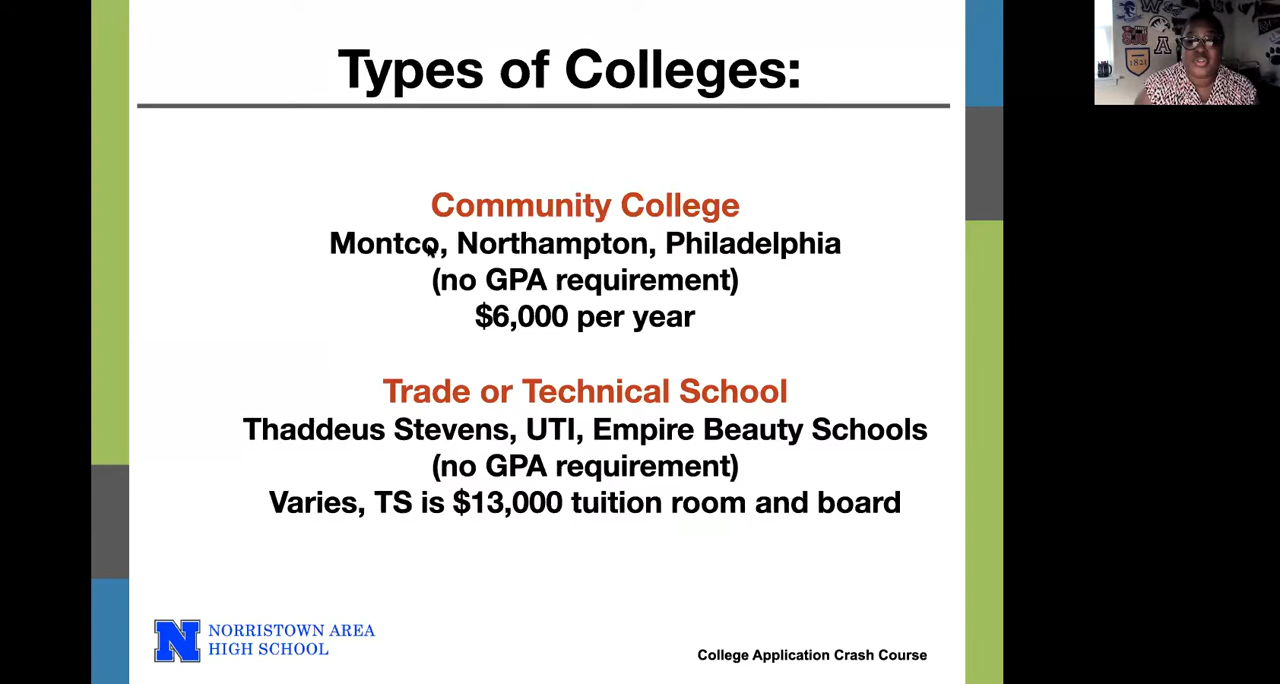 Types of Colleges:
Community College
Montco, Northampton, Philadelphia
(no GPA requirement)
$6,000 per year
Trade or Technical School
Thaddeus Stevens, UTI, Empire Beauty Schools
(no GPA requirement)
Varies, TS is $13,000 tuition room and board
N NORRISTOWN AREA
HIGH SCHOOL
College Application Crash Course
A
1821